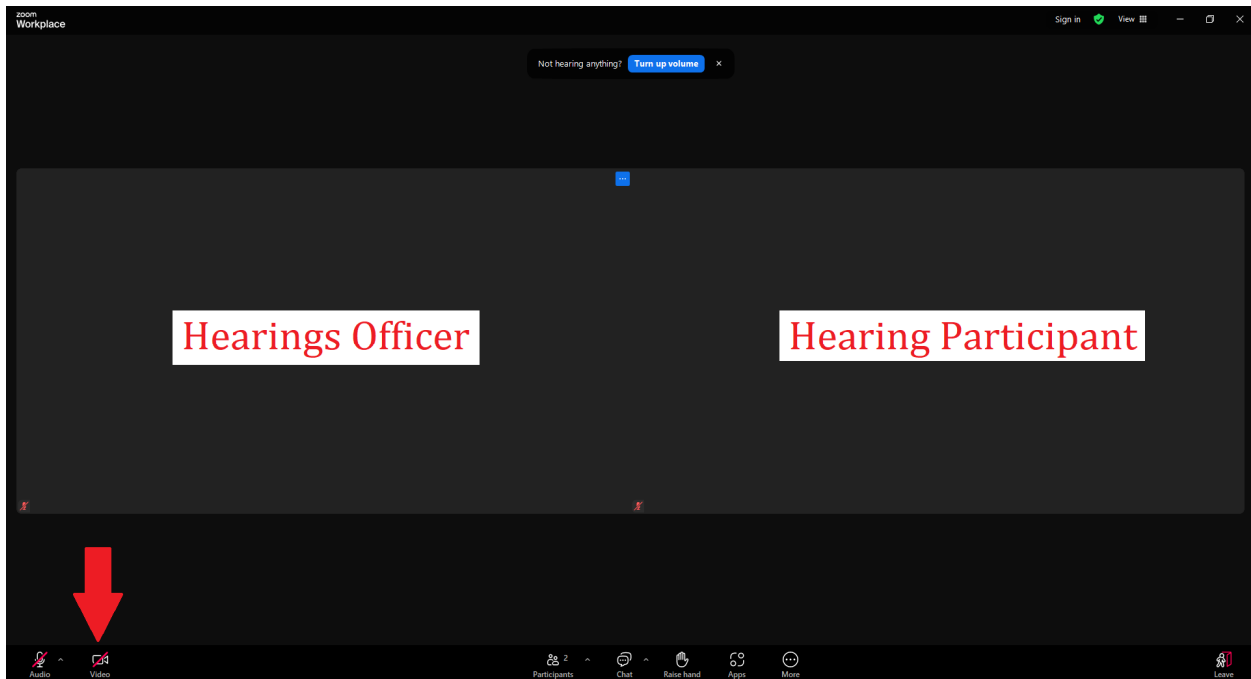 zoom
Workplace
Sign in View
Not hearing anything? Turn up volume ×
Hearings Officer
Hearing Participant
Audio Video Participants 2 Chat Raise hand Apps More Leave